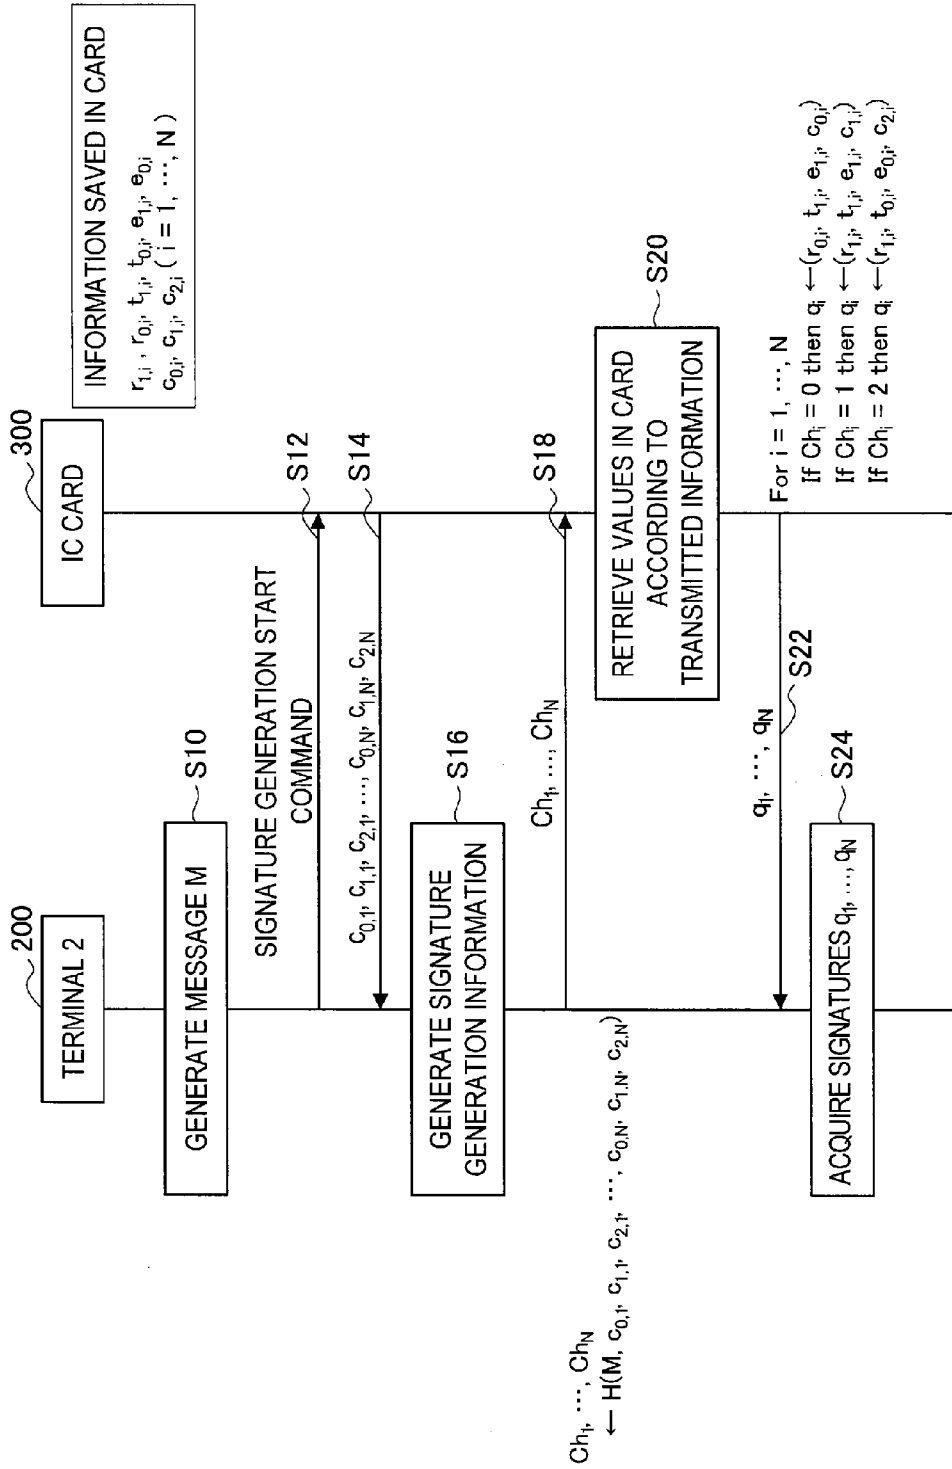 200
TERMINAL 2
300
IC CARD
INFORMATION SAVED IN CARD
r₁,ᵢ, r₀,ᵢ, t₁,ᵢ, t₀,ᵢ, e₁,ᵢ, e₀,ᵢ
c₀,ᵢ, c₁,ᵢ, c₂,ᵢ ( i = 1, ⋯, N )
GENERATE MESSAGE M
S10
SIGNATURE GENERATION START
COMMAND
S12
c₀,₁, c₁,₁, c₂,₁, ⋯, c₀,N, c₁,N, c₂.N
S14
GENERATE SIGNATURE
GENERATION INFORMATION
S16
Ch₁, ⋯, ChN
← H(M, c₀,₁, c₁,₁, c₂,₁, ⋯, c₀,N, c₁.N, c₂,N)
Ch₁, ..., ChN
S18
RETRIEVE VALUES IN CARD
ACCORDING TO
TRANSMITTED INFORMATION
S20
For i = 1, ⋯, N
If Chᵢ = 0 then qᵢ ←(r₀,ᵢ, t₁,ᵢ, e₁,ᵢ, c₀,ᵢ)
If Chᵢ = 1 then qᵢ ←(r₁,ᵢ, t₁,ᵢ, e₁,ᵢ, c₁,ᵢ)
If Chᵢ = 2 then qᵢ ←(r₁,ᵢ, t₀,ᵢ, e₀,ᵢ, c₂,ᵢ)
q₁, ⋯, qN
S22
ACQUIRE SIGNATURES q₁, ..., qN
S24